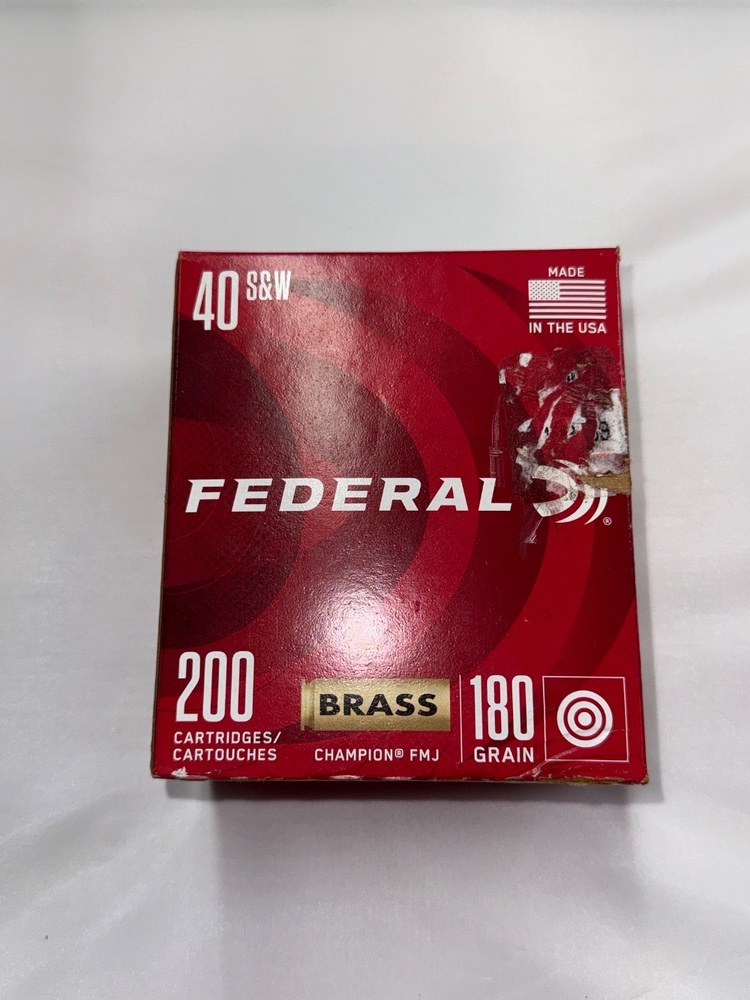 40 S&W
MADE
IN THE USA
FEDERAL
®
200
CARTRIDGES/
CARTOUCHES
BRASS
CHAMPION® FMJ
180
GRAIN